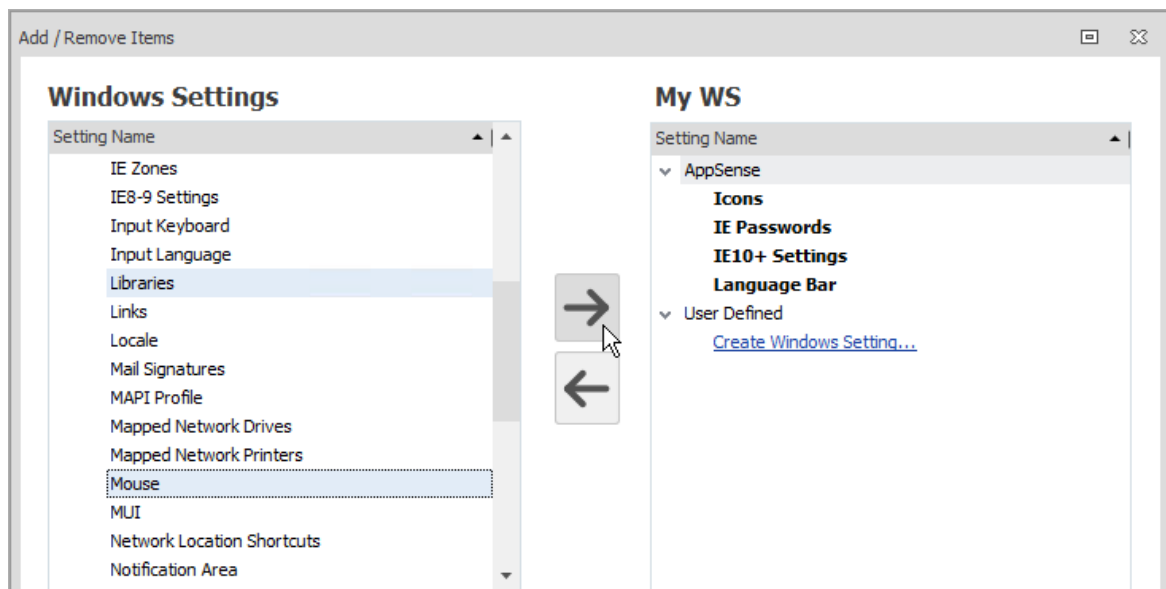 Add / Remove Items
Windows Settings
Setting Name
IE Zones
IE8-9 Settings
Input Keyboard
Input Language
Libraries
Links
Locale
Mail Signatures
MAPI Profile
Mapped Network Drives
Mapped Network Printers
Mouse
MUI
Network Location Shortcuts
Notification Area
My WS
Setting Name
AppSense
Icons
IE Passwords
IE10+ Settings
Language Bar
User Defined
Create Windows Setting...